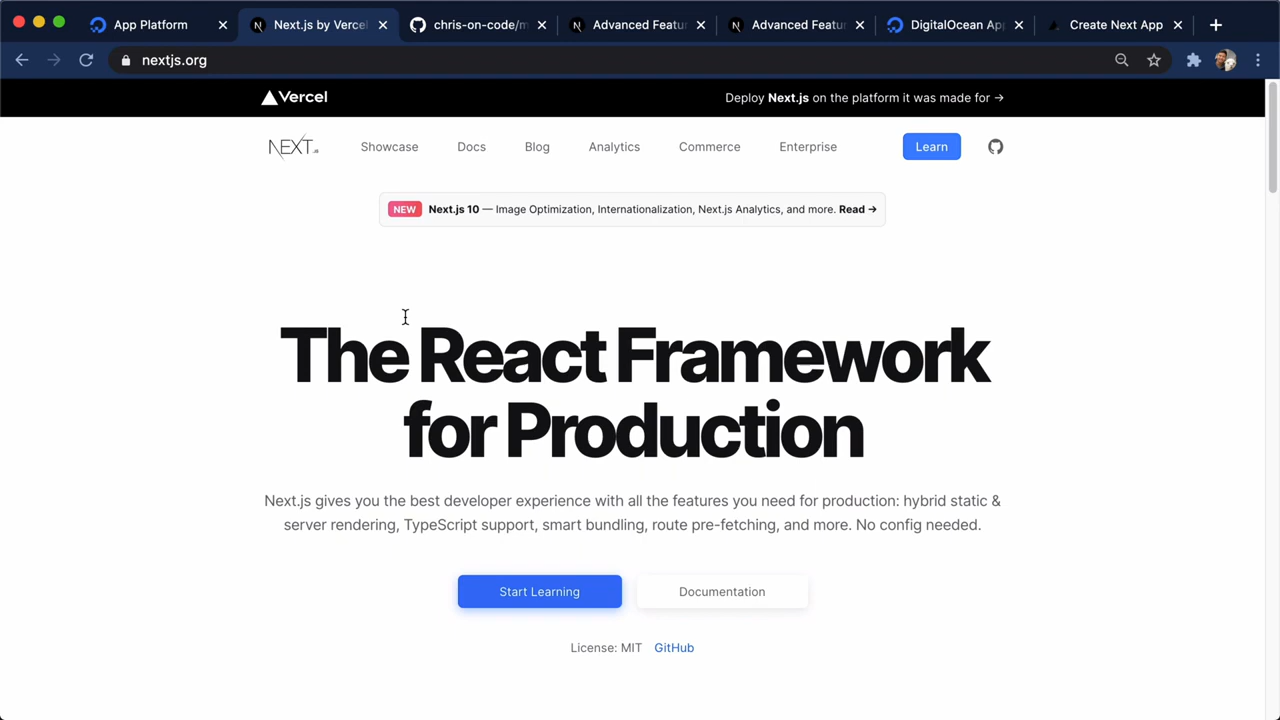 App Platform
Next.js by Vercel
chris-on-code/m
Advanced Featu
Advanced Featu
DigitalOcean App
Create Next App
nextjs.org
Vercel
Deploy Next.js on the platform it was made for →
NEXT.JS
Showcase
Docs
Blog
Analytics
Commerce
Enterprise
Learn
NEW Next.js 10 — Image Optimization, Internationalization, Next.js Analytics, and more. Read →
The React Framework
for Production
Next.js gives you the best developer experience with all the features you need for production: hybrid static &
server rendering, TypeScript support, smart bundling, route pre-fetching, and more. No config needed.
Start Learning
Documentation
License: MIT GitHub